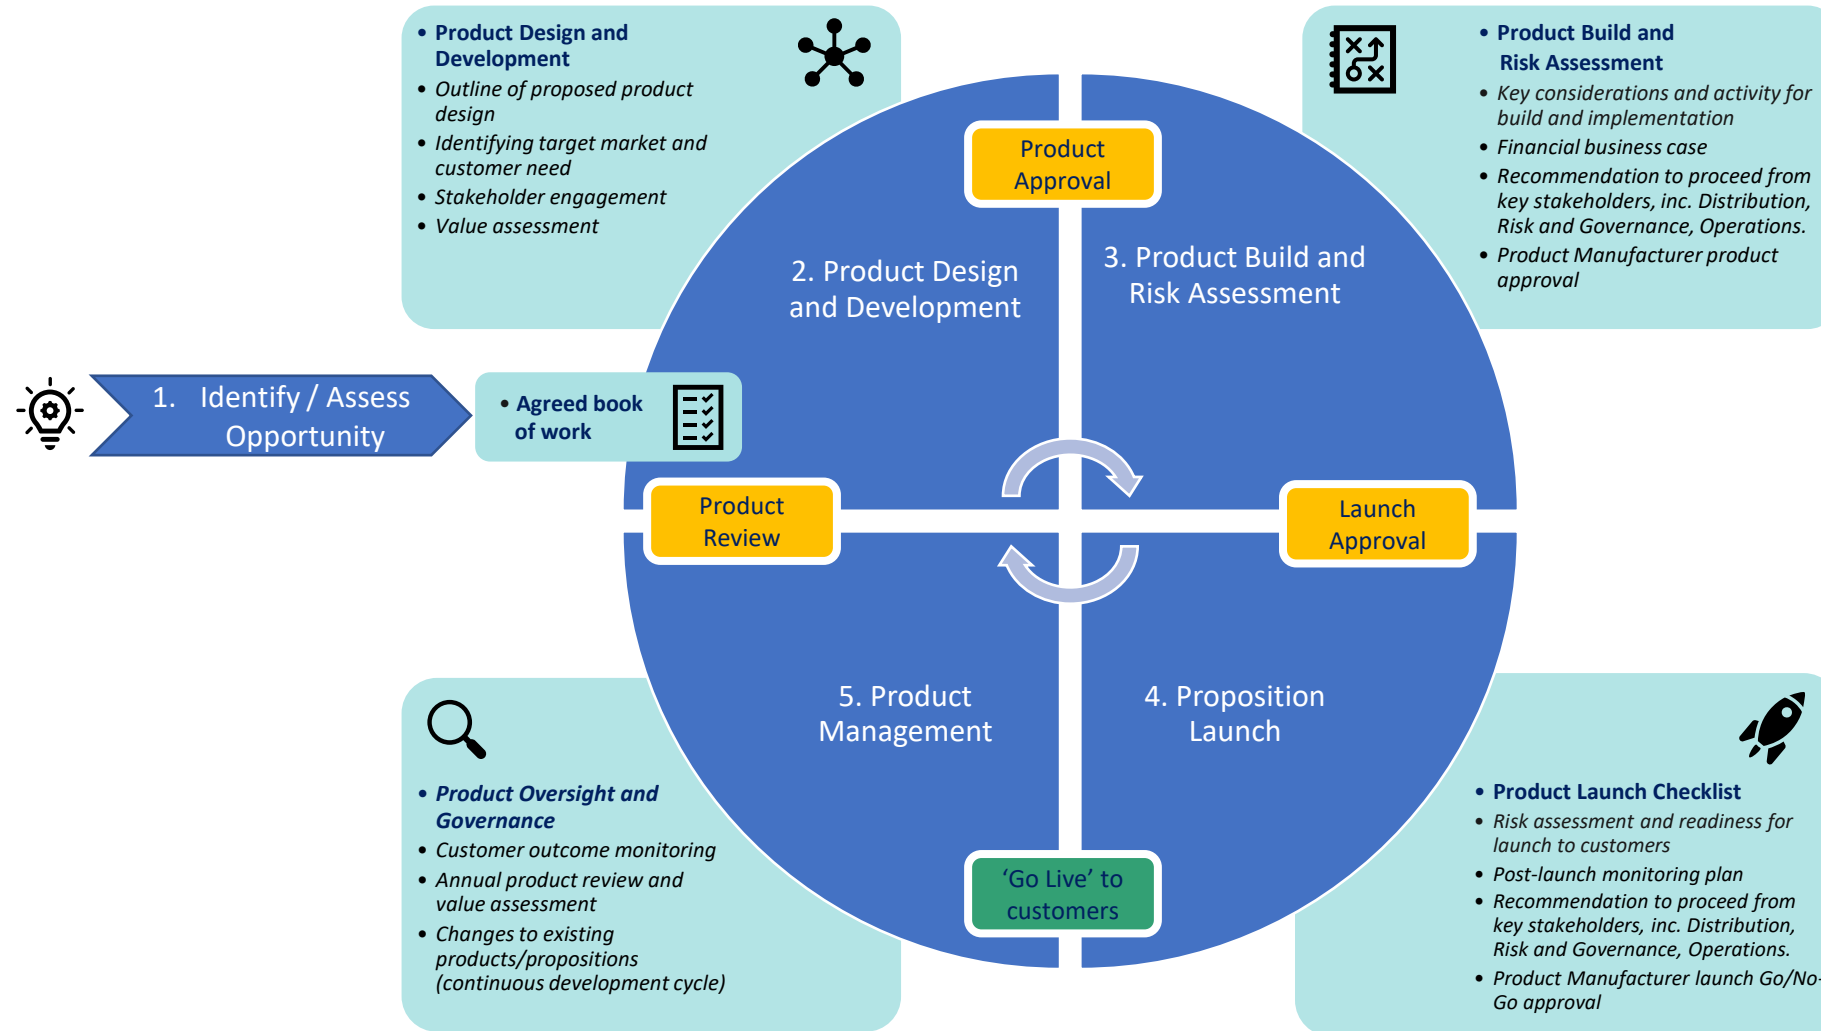 • Product Design and
Development
• Outline of proposed product
design
• Identifying target market and
customer need
• Stakeholder engagement
• Value assessment
• Product Build and
Risk Assessment
• Key considerations and activity for
build and implementation
• Financial business case
• Recommendation to proceed from
key stakeholders, inc. Distribution,
Risk and Governance, Operations.
• Product Manufacturer product
approval
Product
Approval
2. Product Design
and Development
3. Product Build and
Risk Assessment
1. Identify / Assess
Opportunity
• Agreed book
of work
Product
Review
Launch
Approval
5. Product
Management
4. Proposition
Launch
'Go Live' to
customers
• Product Oversight and
Governance
• Customer outcome monitoring
• Annual product review and
value assessment
• Changes to existing
products/propositions
(continuous development cycle)
• Product Launch Checklist
• Risk assessment and readiness for
launch to customers
• Post-launch monitoring plan
• Recommendation to proceed from
key stakeholders, inc. Distribution,
Risk and Governance, Operations.
• Product Manufacturer launch Go/No-
Go approval